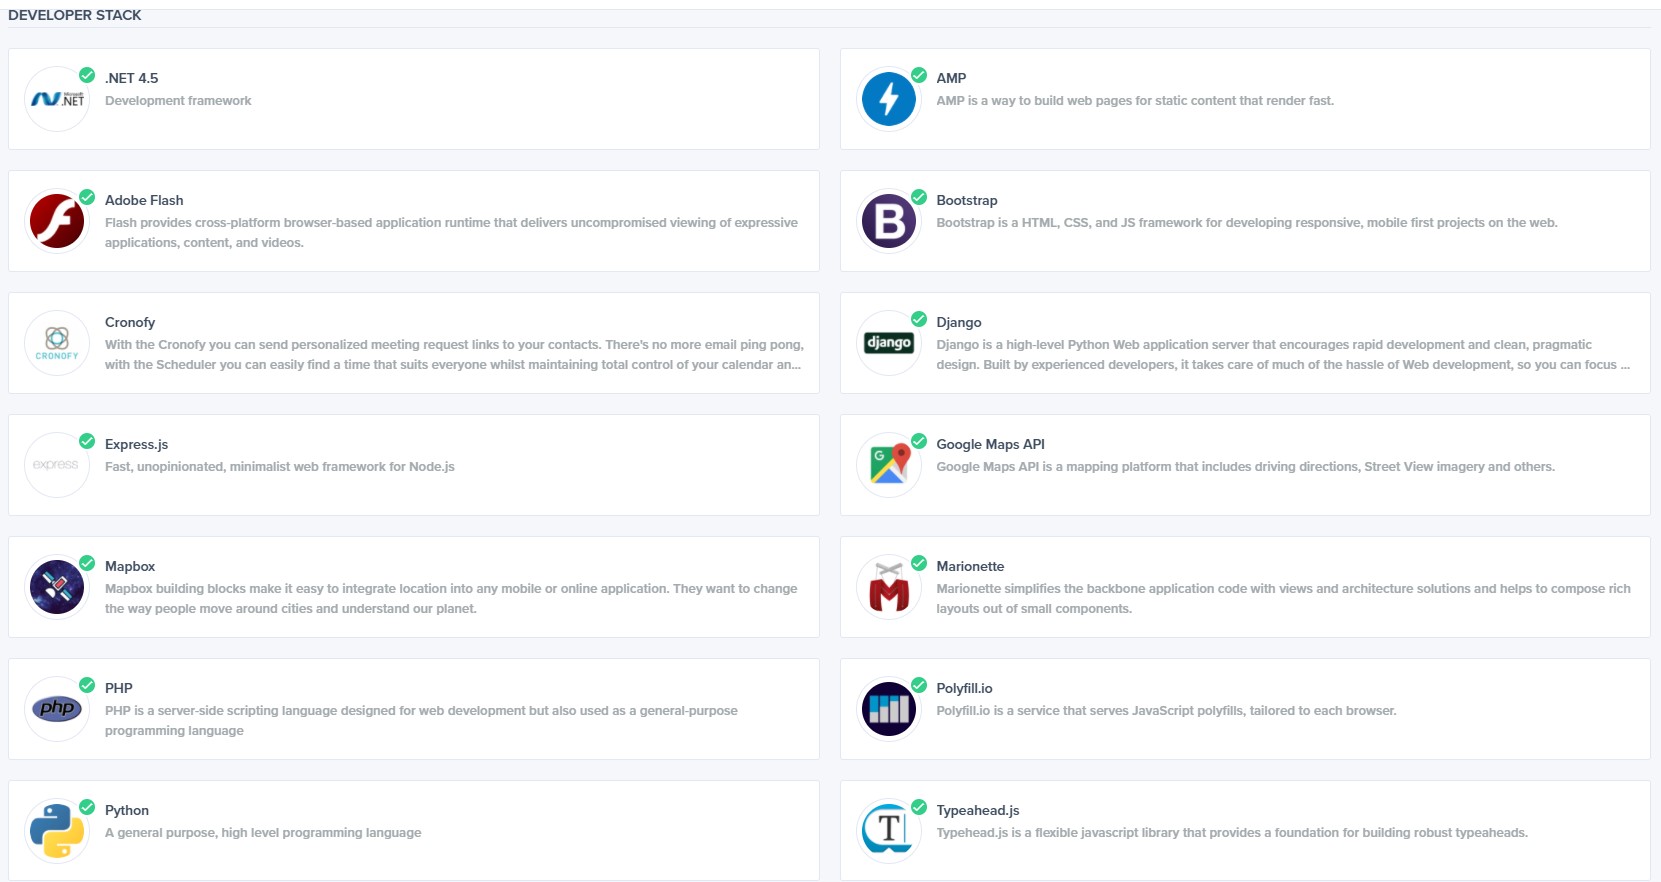 DEVELOPER STACK
Microsoft
.NET
.NET 4.5
Development framework
AMP
AMP is a way to build web pages for static content that render fast.
Adobe Flash
Flash provides cross-platform browser-based application runtime that delivers uncompromised viewing of expressive
applications, content, and videos.
B
Bootstrap
Bootstrap is a HTML, CSS, and JS framework for developing responsive, mobile first projects on the web.
CRONOFY
Cronofy
With the Cronofy you can send personalized meeting request links to your contacts. There's no more email ping pong,
with the Scheduler you can easily find a time that suits everyone whilst maintaining total control of your calendar an...
django
Django
Django is a high-level Python Web application server that encourages rapid development and clean, pragmatic
design. Built by experienced developers, it takes care of much of the hassle of Web development, so you can focus ...
express
Express.js
Fast, unopinionated, minimalist web framework for Node.js
G
Google Maps API
Google Maps API is a mapping platform that includes driving directions, Street View imagery and others.
Mapbox
Mapbox building blocks make it easy to integrate location into any mobile or online application. They want to change
the way people move around cities and understand our planet.
M
Marionette
Marionette simplifies the backbone application code with views and architecture solutions and helps to compose rich
layouts out of small components.
php
PHP
PHP is a server-side scripting language designed for web development but also used as a general-purpose
programming language
Polyfill.io
Polyfill.io is a service that serves JavaScript polyfills, tailored to each browser.
Python
A general purpose, high level programming language
T
Typeahead.js
Typehead.js is a flexible javascript library that provides a foundation for building robust typeaheads.